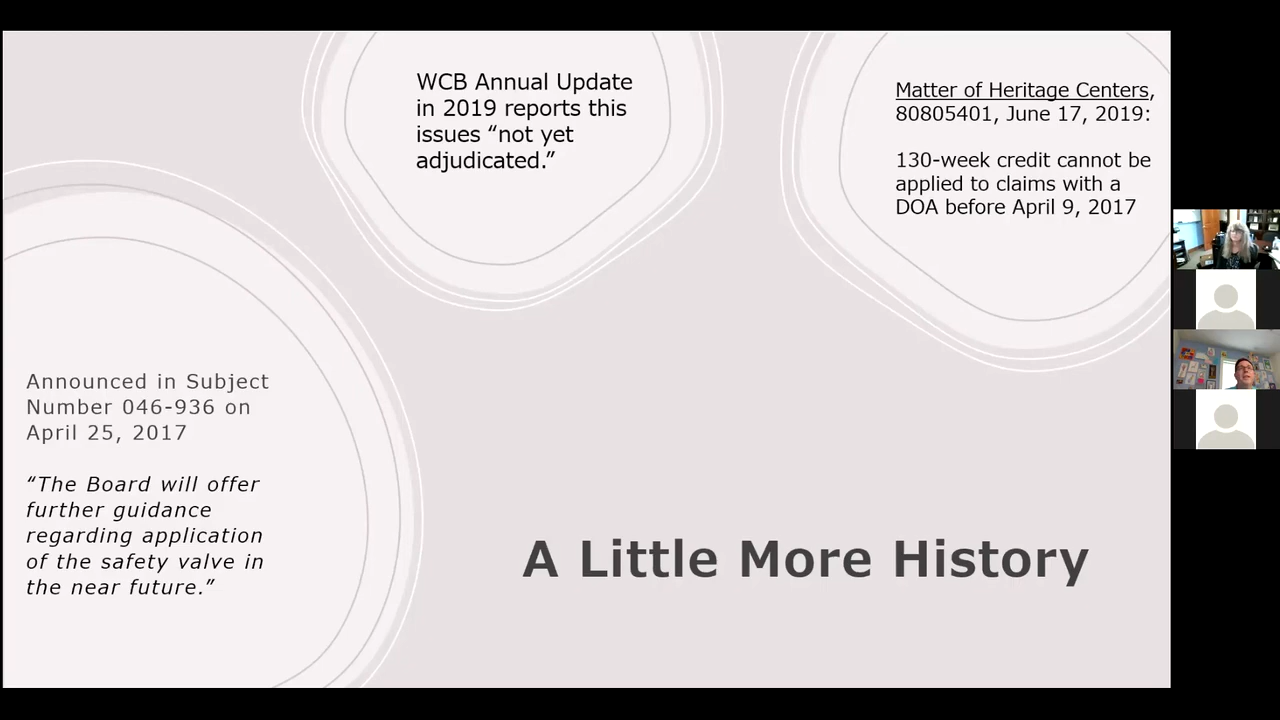 WCB Annual Update
in 2019 reports this
issues “not yet
adjudicated.”
Matter of Heritage Centers,
80805401, June 17, 2019:
130-week credit cannot be
applied to claims with a
DOA before April 9, 2017
Announced in Subject
Number 046-936 on
April 25, 2017
“The Board will offer
further guidance
regarding application
of the safety valve in
the near future.”
A Little More History